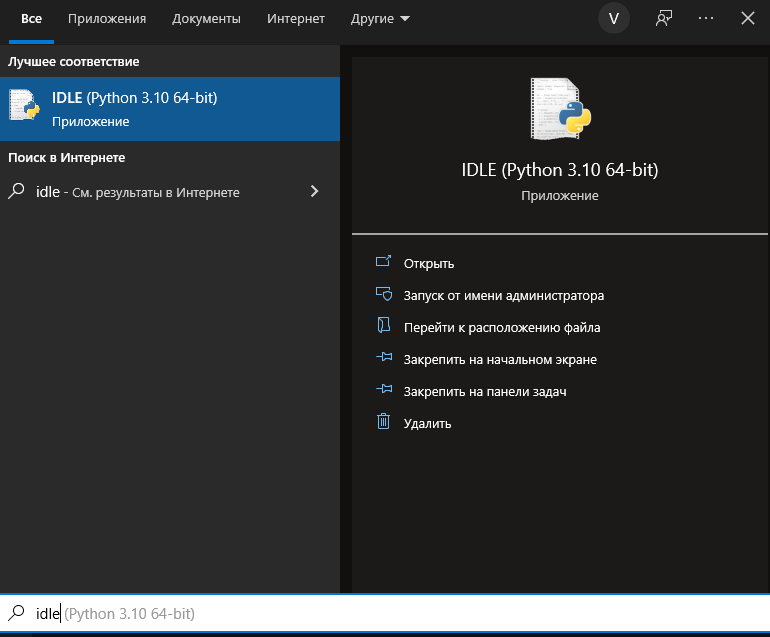 Все Приложения Документы Интернет Другие V
Лучшее соответствие
IDLE (Python 3.10 64-bit)
Приложение
Поиск в Интернете
idle - См. результаты в Интернете
IDLE (Python 3.10 64-bit)
Приложение
Открыть
Запуск от имени администратора
Перейти к расположению файла
Закрепить на начальном экране
Закрепить на панели задач
Удалить
idle (Python 3.10 64-bit)